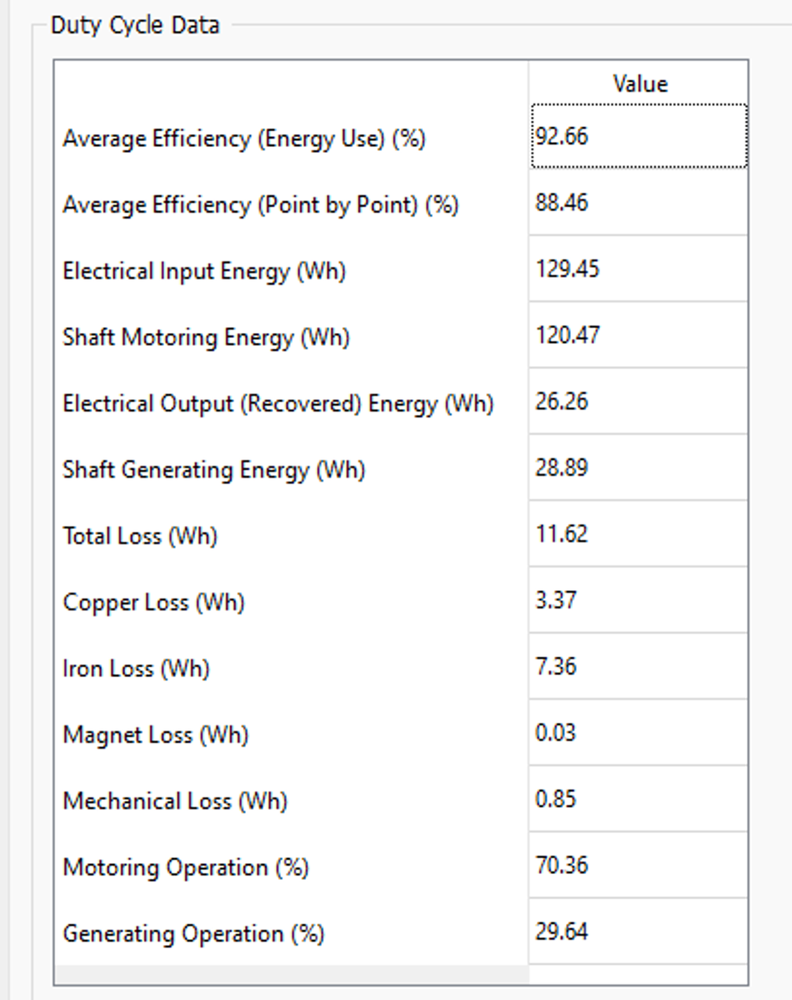 Duty Cycle Data
Value
Average Efficiency (Energy Use) (%) 92.66
Average Efficiency (Point by Point) (%) 88.46
Electrical Input Energy (Wh) 129.45
Shaft Motoring Energy (Wh) 120.47
Electrical Output (Recovered) Energy (Wh) 26.26
Shaft Generating Energy (Wh) 28.89
Total Loss (Wh) 11.62
Copper Loss (Wh) 3.37
Iron Loss (Wh) 7.36
Magnet Loss (Wh) 0.03
Mechanical Loss (Wh) 0.85
Motoring Operation (%) 70.36
Generating Operation (%) 29.64